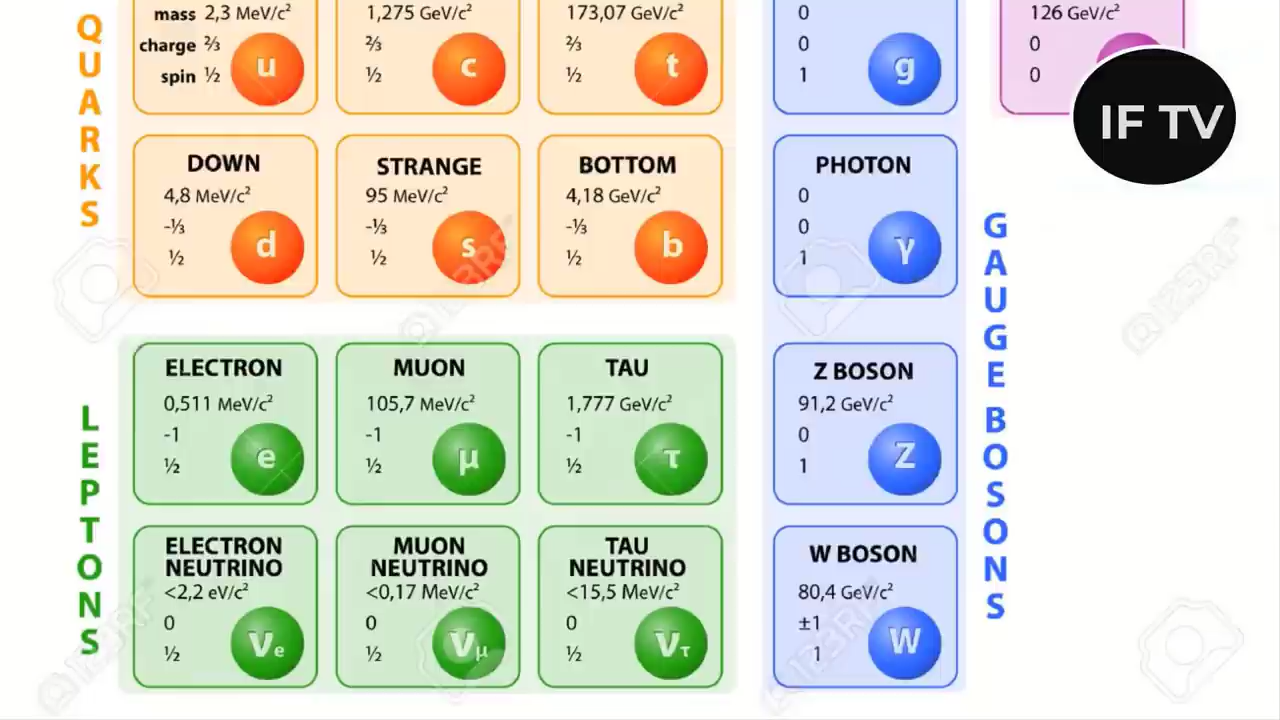 QUARKS
mass 2,3 MeV/c²
charge ⅔
spin ½
u
1,275 GeV/c²
⅔
½
c
173,07 GeV/c²
⅔
½
t
0
0
1
g
126 GeV/c²
0
0
IF TV
DOWN
4,8 MeV/c²
-⅓
½
d
STRANGE
95 MeV/c²
-⅓
½
s
BOTTOM
4,18 GeV/c²
-⅓
½
b
PHOTON
0
0
1
γ
GAUGE BOSONS
LEPTONS
ELECTRON
0,511 MeV/c²
-1
½
e
MUON
105,7 MeV/c²
-1
½
μ
TAU
1,777 GeV/c²
-1
½
τ
Z BOSON
91,2 GeV/c²
0
1
Z
ELECTRON
NEUTRINO
<2,2 eV/c²
0
½
νe
MUON
NEUTRINO
<0,17 MeV/c²
0
½
νμ
TAU
NEUTRINO
<15,5 MeV/c²
0
½
ντ
W BOSON
80,4 GeV/c²
±1
1
W
123RF
123RF
123RF
123RF